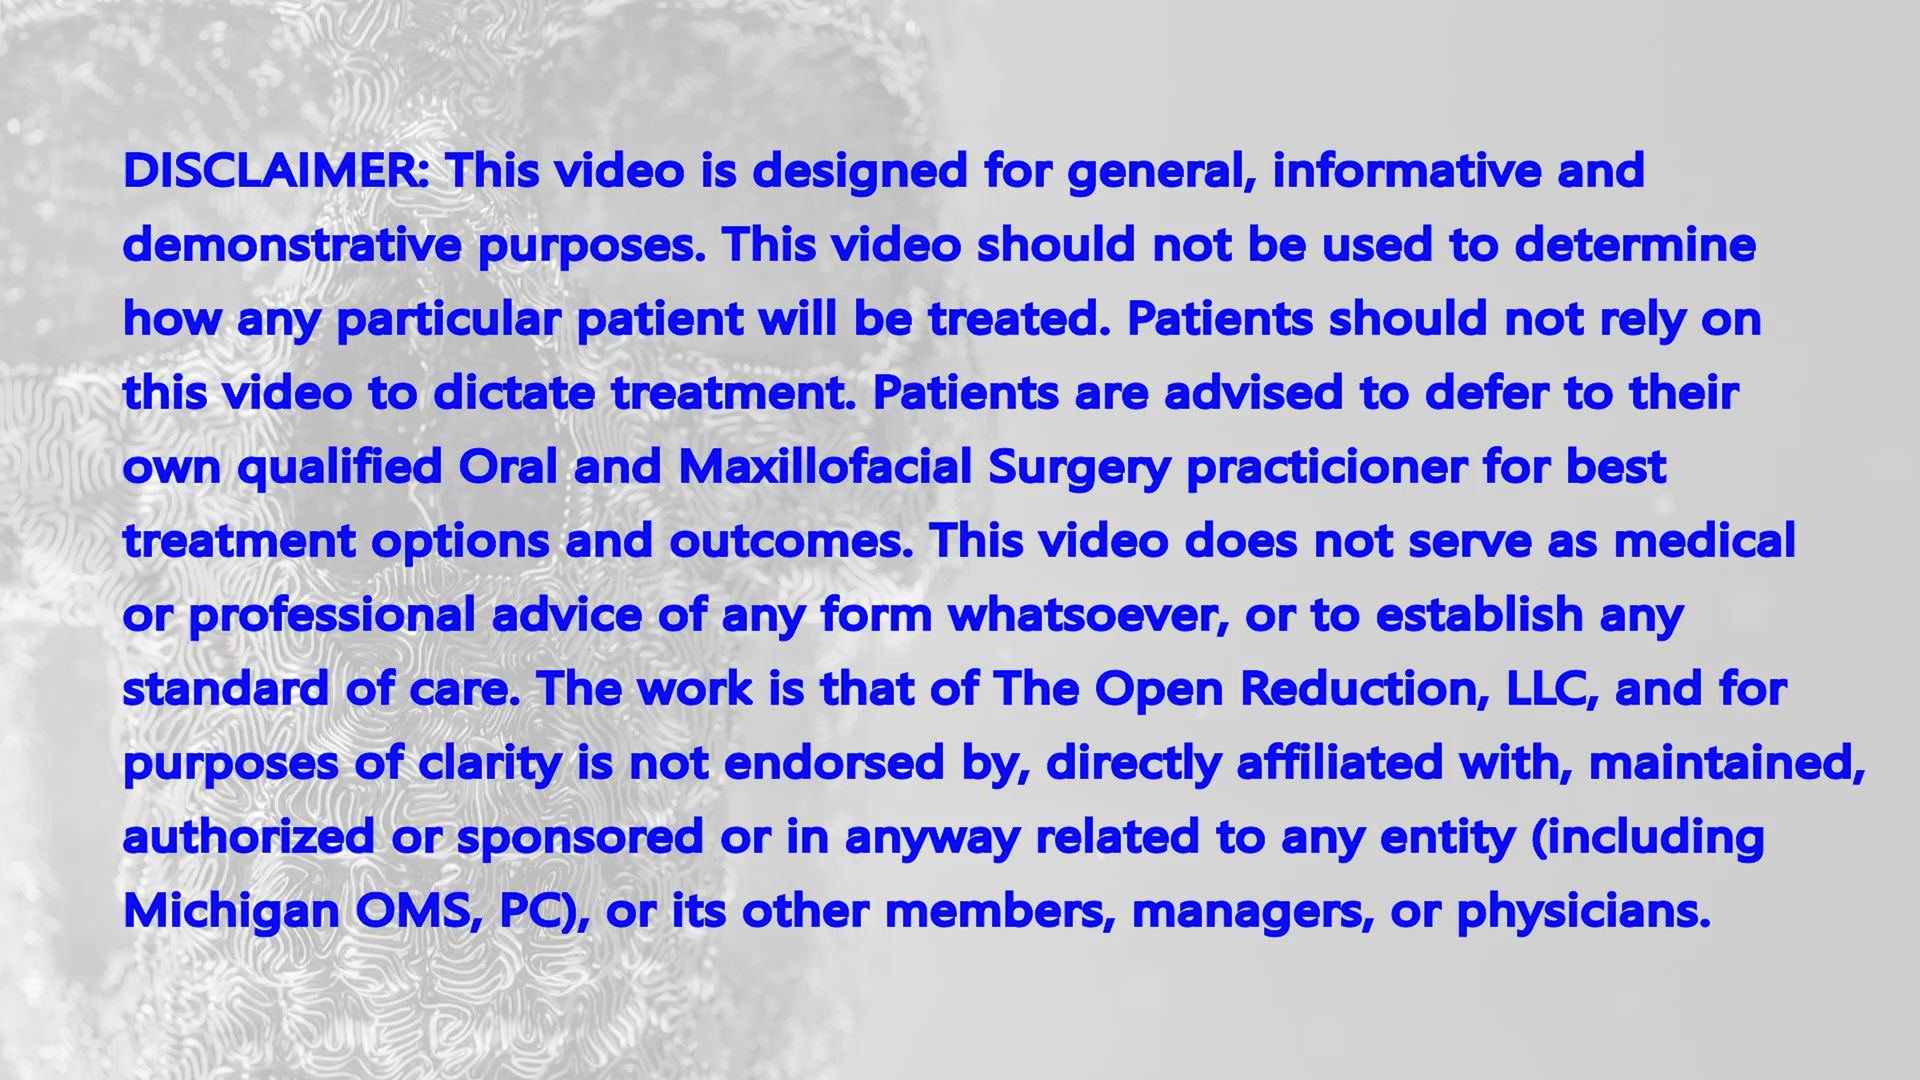 DISCLAIMER: This video is designed for general, informative and
demonstrative purposes. This video should not be used to determine
how any particular patient will be treated. Patients should not rely on
this video to dictate treatment. Patients are advised to defer to their
own qualified Oral and Maxillofacial Surgery practicioner for best
treatment options and outcomes. This video does not serve as medical
or professional advice of any form whatsoever, or to establish any
standard of care. The work is that of The Open Reduction, LLC, and for
purposes of clarity is not endorsed by, directly affiliated with, maintained,
authorized or sponsored or in anyway related to any entity (including
Michigan OMS, PC), or its other members, managers, or physicians.